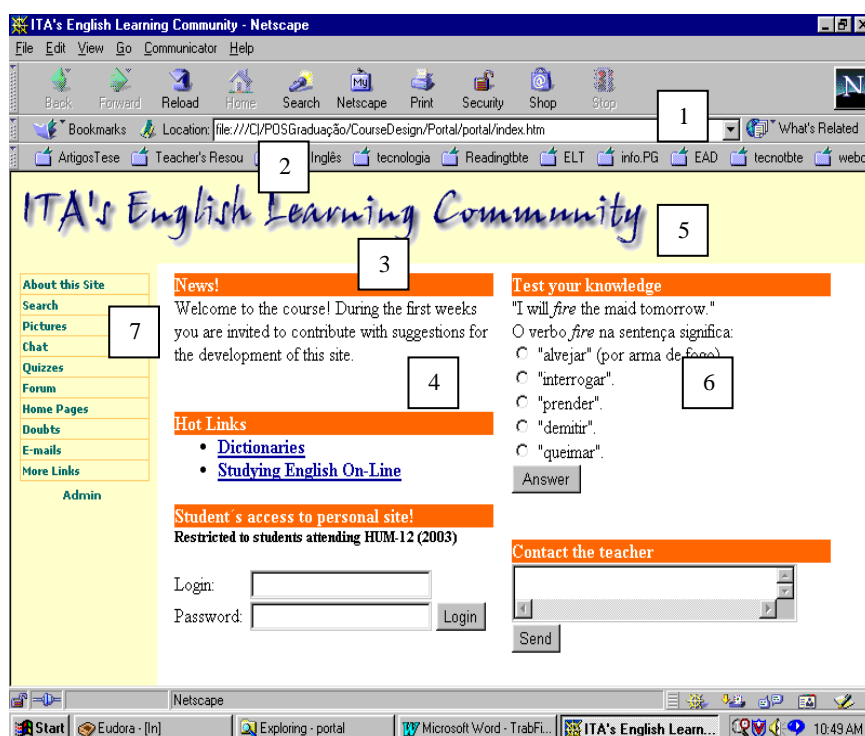 ITA's English Learning Community - Netscape
File Edit View Go Communicator Help
Back Forward Reload Home Search Netscape Print Security Shop Stop
1
Bookmarks Location: file:///C|/POSGraduação/CourseDesign/Portal/portal/index.htm What's Related
ArtigosTese Teacher's Resou Inglês tecnologia Readingtbte ELT info.PG EAD tecnotbte webc
2
ITA's English Learning Community
5
3
About this Site
Search
Pictures
Chat
Quizzes
Forum
Home Pages
Doubts
E-mails
More Links
Admin
7
News!
Welcome to the course! During the first weeks
you are invited to contribute with suggestions for
the development of this site.
4
Hot Links
• Dictionaries
• Studying English On-Line
Student´s access to personal site!
Restricted to students attending HUM-12 (2003)
Login:
Password: Login
Test your knowledge
"I will fire the maid tomorrow."
O verbo fire na sentença significa:
"alvejar" (por arma de fogo).
"interrogar".
6
"prender".
"demitir".
"queimar".
Answer
Contact the teacher
Send
Netscape
Start Eudora - [In] Exploring - portal Microsoft Word - TrabFi... ITA's English Learn... 10:49 AM